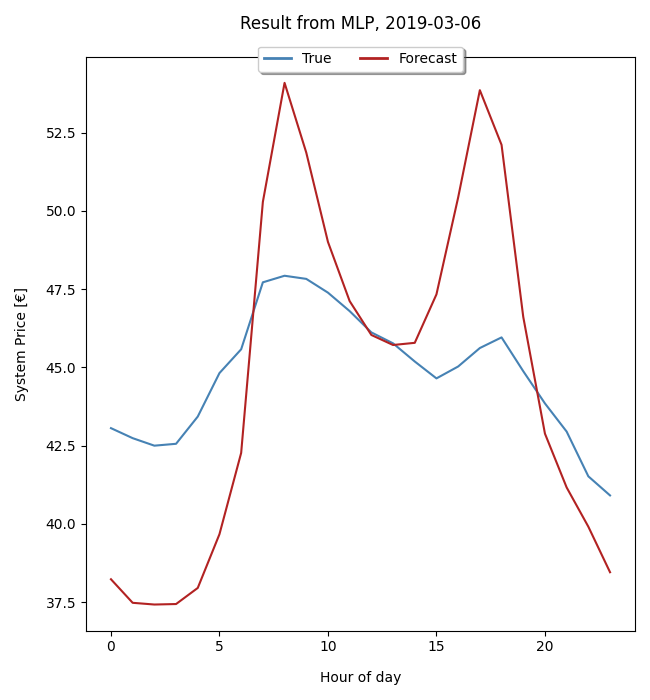 Result from MLP, 2019-03-06
True
Forecast
52.5
50.0
47.5
45.0
42.5
40.0
37.5
System Price [€]
0
5
10
15
20
Hour of day